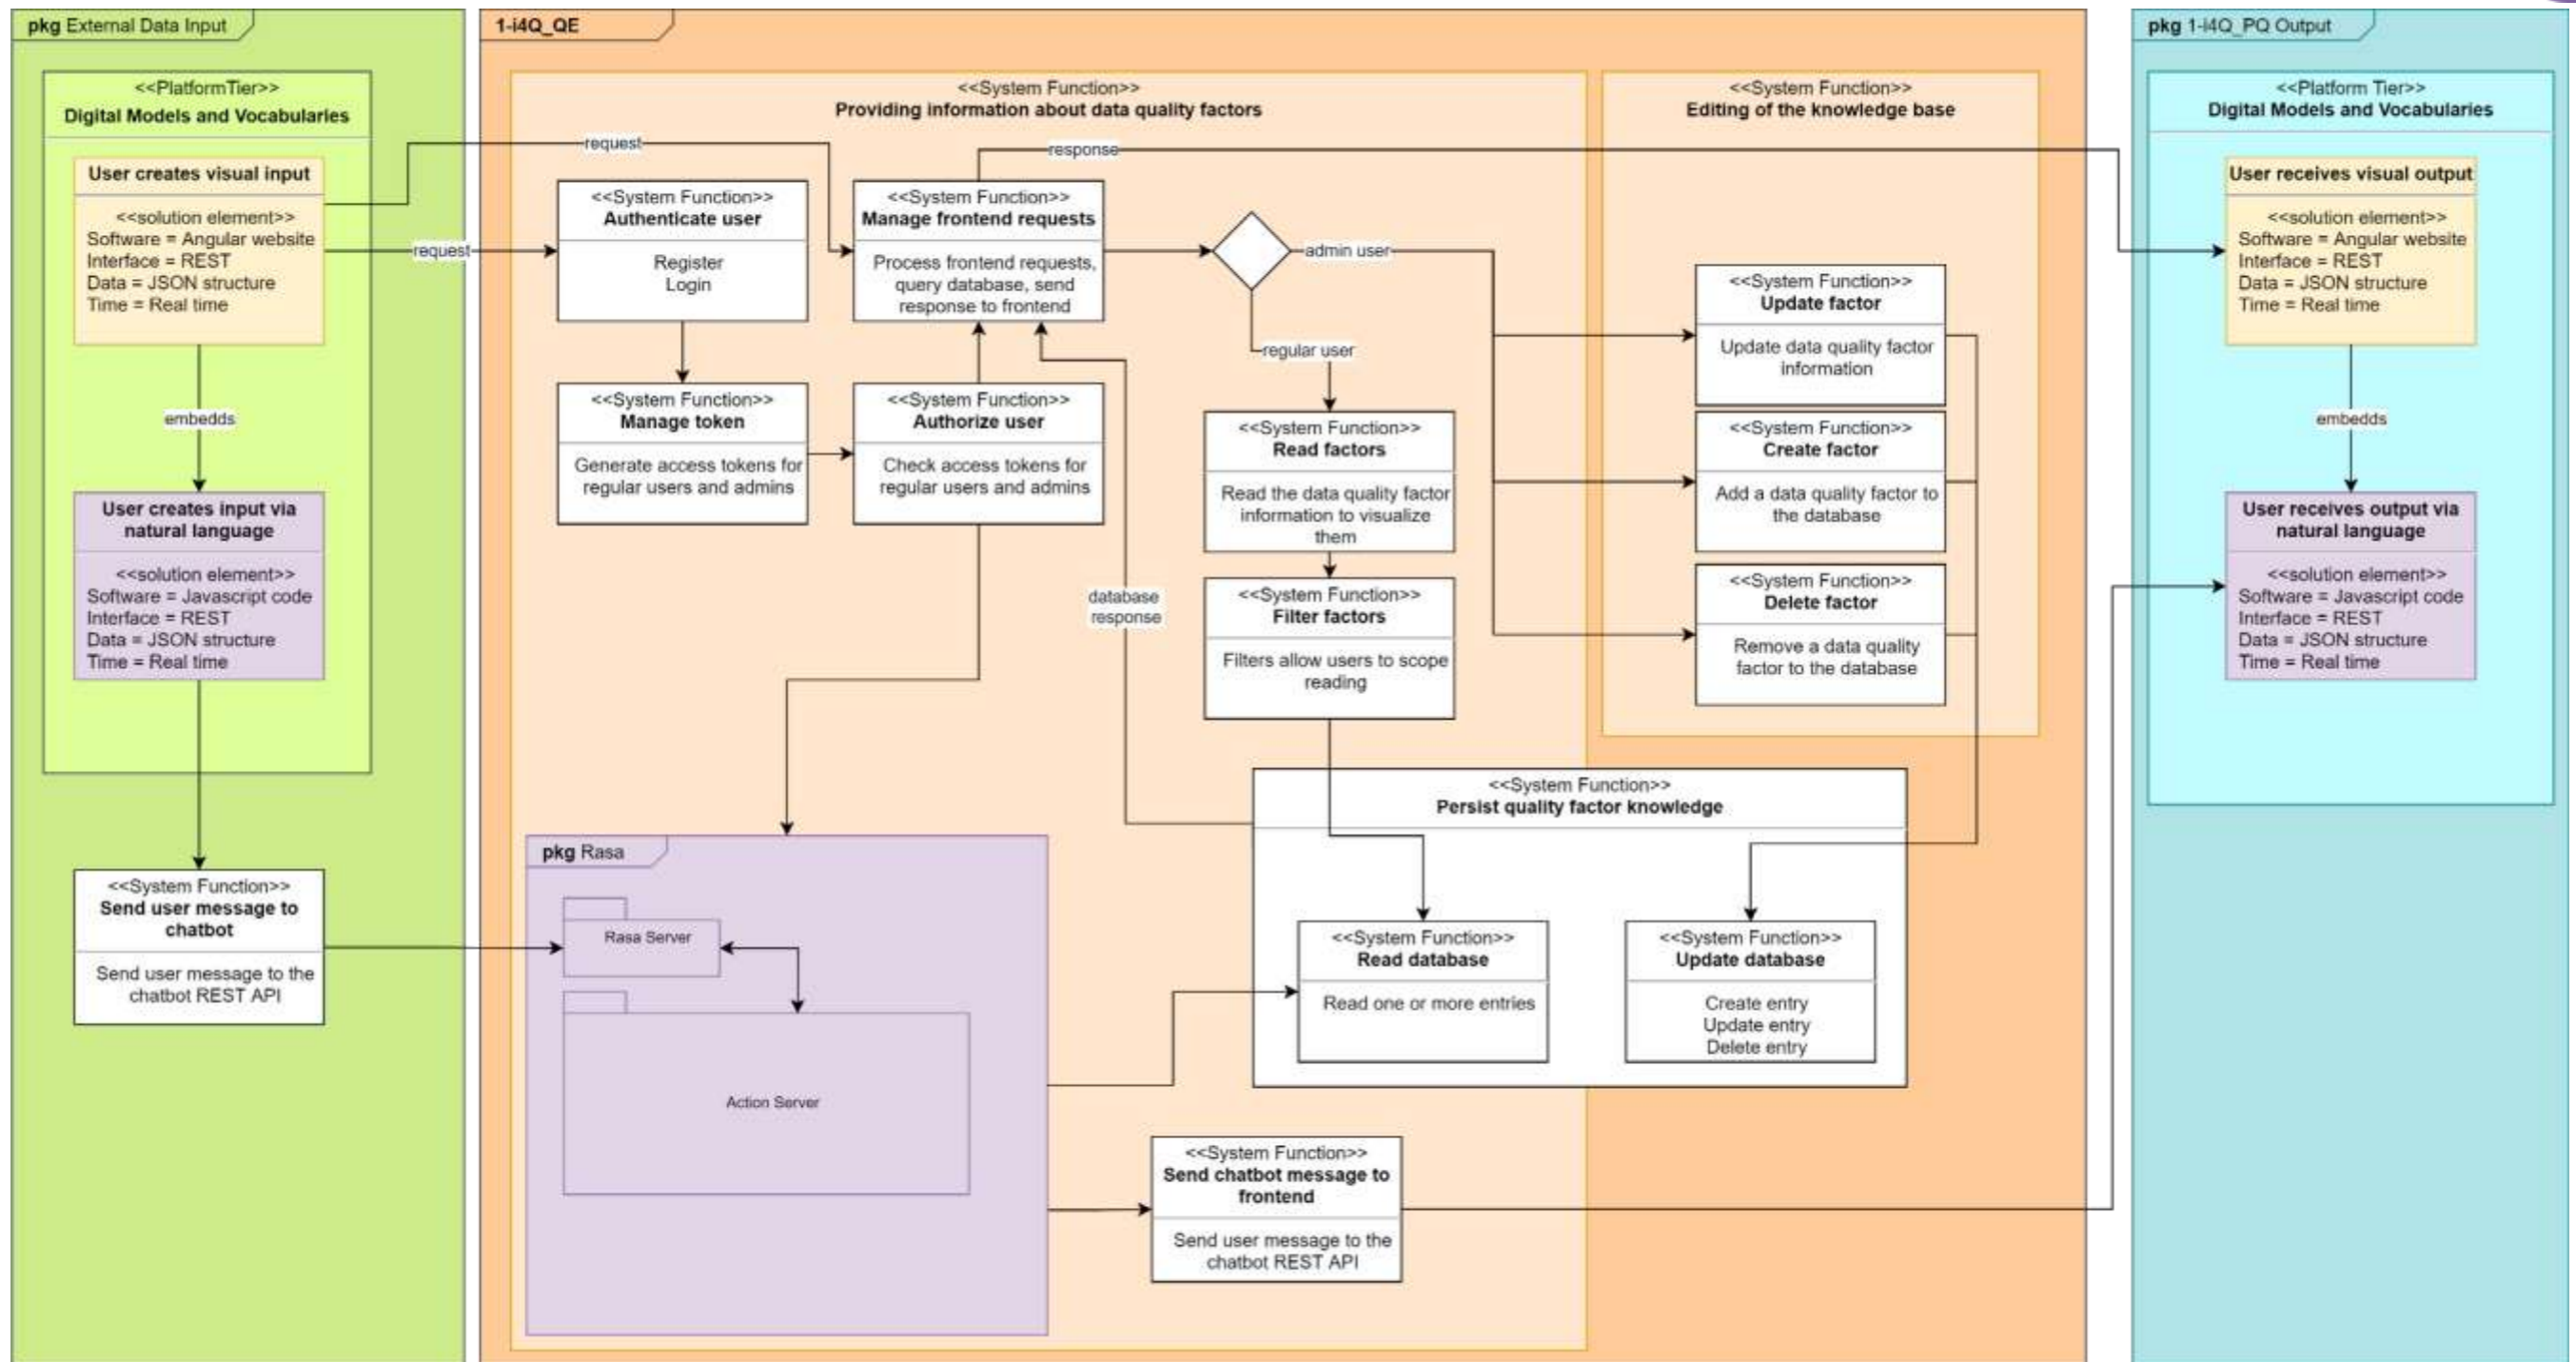 pkg External Data Input
<<PlatformTier>>
Digital Models and Vocabularies
User creates visual input
<<solution element>>
Software = Angular website
Interface = REST
Data = JSON structure
Time = Real time
embedds
User creates input via
natural language
<<solution element>>
Software = Javascript code
Interface = REST
Data = JSON structure
Time = Real time
<<System Function>>
Send user message to
chatbot
Send user message to the
chatbot REST API
request
request
1-i4Q_QE
<<System Function>>
Providing information about data quality factors
response
<<System Function>>
Authenticate user
Register
Login
<<System Function>>
Manage frontend requests
Process frontend requests,
query database, send
response to frontend
admin user
regular user
<<System Function>>
Manage token
Generate access tokens for
regular users and admins
<<System Function>>
Authorize user
Check access tokens for
regular users and admins
<<System Function>>
Read factors
Read the data quality factor
information to visualize
them
<<System Function>>
Filter factors
Filters allow users to scope
reading
database
response
<<System Function>>
Editing of the knowledge base
<<System Function>>
Update factor
Update data quality factor
information
<<System Function>>
Create factor
Add a data quality factor to
the database
<<System Function>>
Delete factor
Remove a data quality
factor to the database
<<System Function>>
Persist quality factor knowledge
<<System Function>>
Read database
Read one or more entries
<<System Function>>
Update database
Create entry
Update entry
Delete entry
pkg Rasa
Rasa Server
Action Server
<<System Function>>
Send chatbot message to
frontend
Send user message to the
chatbot REST API
pkg 1-i4Q_PQ Output
<<Platform Tier>>
Digital Models and Vocabularies
User receives visual output
<<solution element>>
Software = Angular website
Interface = REST
Data = JSON structure
Time = Real time
embedds
User receives output via
natural language
<<solution element>>
Software = Javascript code
Interface = REST
Data = JSON structure
Time = Real time